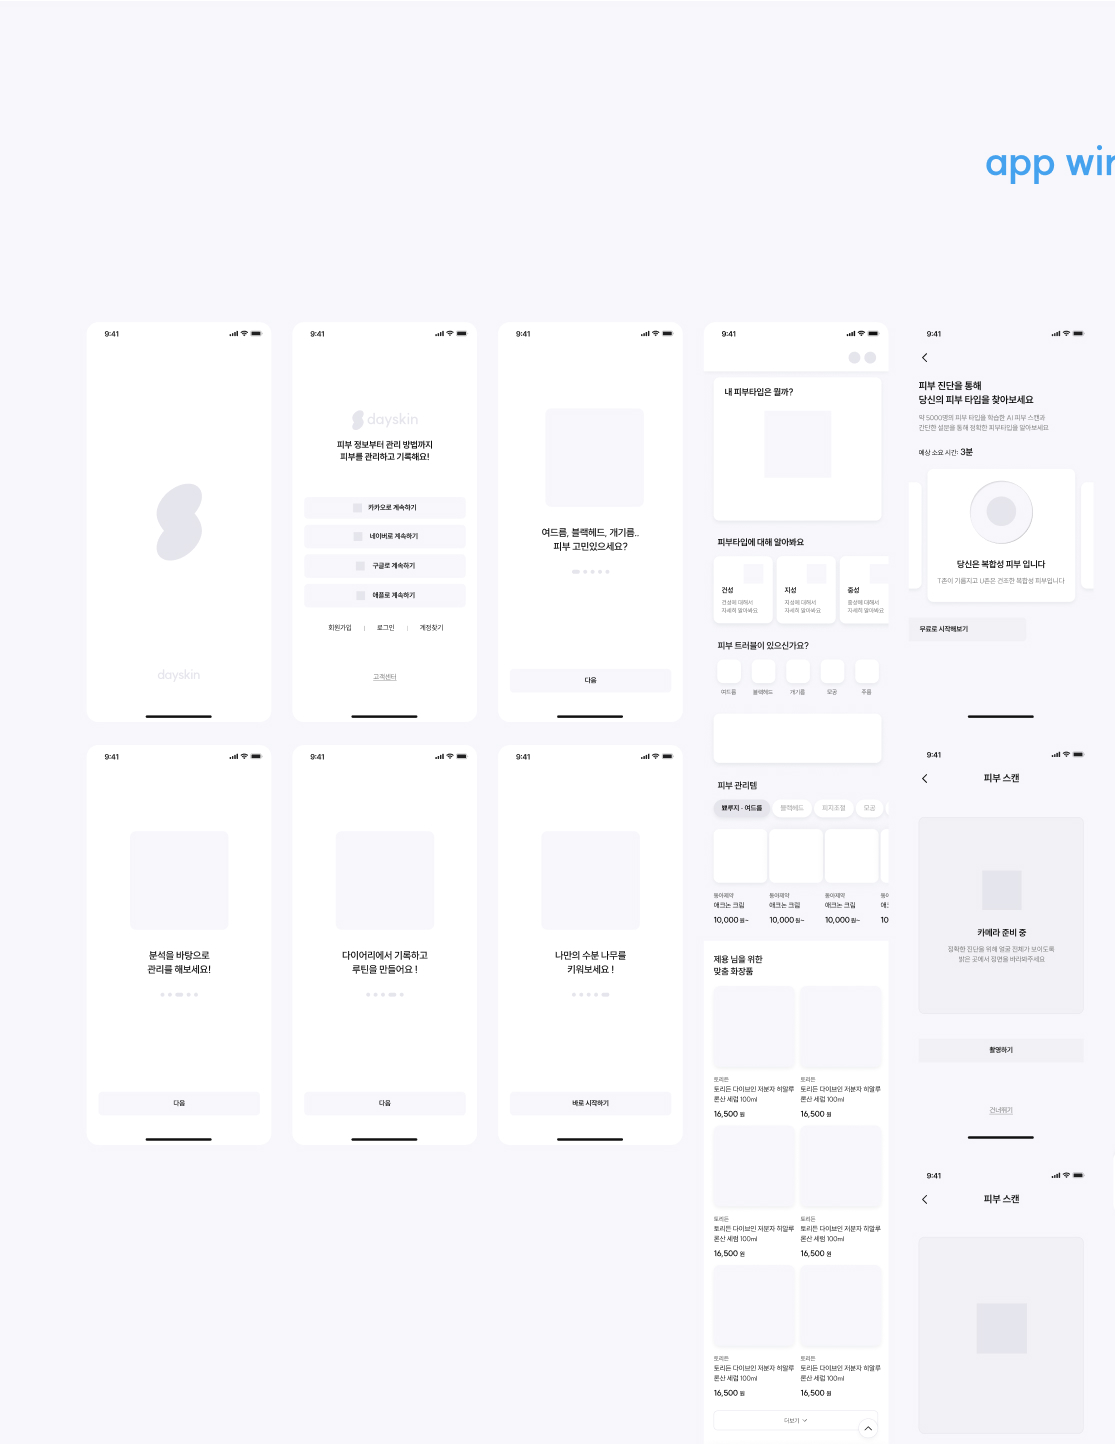 app wir
9:41
dayskin
9:41
dayskin
피부 정보부터 관리 방법까지
피부를 관리하고 기록해요!
카카오로 계속하기
네이버로 계속하기
구글로 계속하기
애플로 계속하기
회원가입 | 로그인 | 계정찾기
고객센터
9:41
여드름, 블랙헤드, 개기름..
피부 고민있으세요?
다음
9:41
내 피부타입은 뭘까?
피부타입에 대해 알아봐요
건성
건성에 대해서
자세히 알아봐요
지성
지성에 대해서
자세히 알아봐요
중성
중성에 대해서
자세히 알아봐요
피부 트러블이 있으신가요?
여드름 블랙헤드 개기름 모공 주름
피부 관리템
뾰루지 · 여드름 블랙헤드 피지조절 모공
동아제약 동아제약 동아제약 동아
애크논 크림 애크논 크림 애크논 크림 애크
10,000 원~ 10,000 원~ 10,000 원~ 10
제용 님을 위한
맞춤 화장품
토리든
토리든 다이브인 저분자 히알루
론산 세럼 100ml
16,500 원
토리든
토리든 다이브인 저분자 히알루
론산 세럼 100ml
16,500 원
토리든
토리든 다이브인 저분자 히알루
론산 세럼 100ml
16,500 원
토리든
토리든 다이브인 저분자 히알루
론산 세럼 100ml
16,500 원
토리든
토리든 다이브인 저분자 히알루
론산 세럼 100ml
16,500 원
토리든
토리든 다이브인 저분자 히알루
론산 세럼 100ml
16,500 원
더보기
9:41
피부 진단을 통해
당신의 피부 타입을 찾아보세요
약 5000명의 피부 타입을 학습한 AI 피부 스캔과
간단한 설문을 통해 정확한 피부타입을 알아보세요
예상 소요 시간: 3분
당신은 복합성 피부 입니다
T존이 기름지고 U존은 건조한 복합성 피부입니다
무료로 시작해보기
9:41
분석을 바탕으로
관리를 해보세요!
다음
9:41
다이어리에서 기록하고
루틴을 만들어요 !
다음
9:41
나만의 수분 나무를
키워보세요 !
바로 시작하기
9:41
피부 스캔
카메라 준비 중
정확한 진단을 위해 얼굴 전체가 보이도록
밝은 곳에서 정면을 바라봐주세요
촬영하기
건너뛰기
9:41
피부 스캔